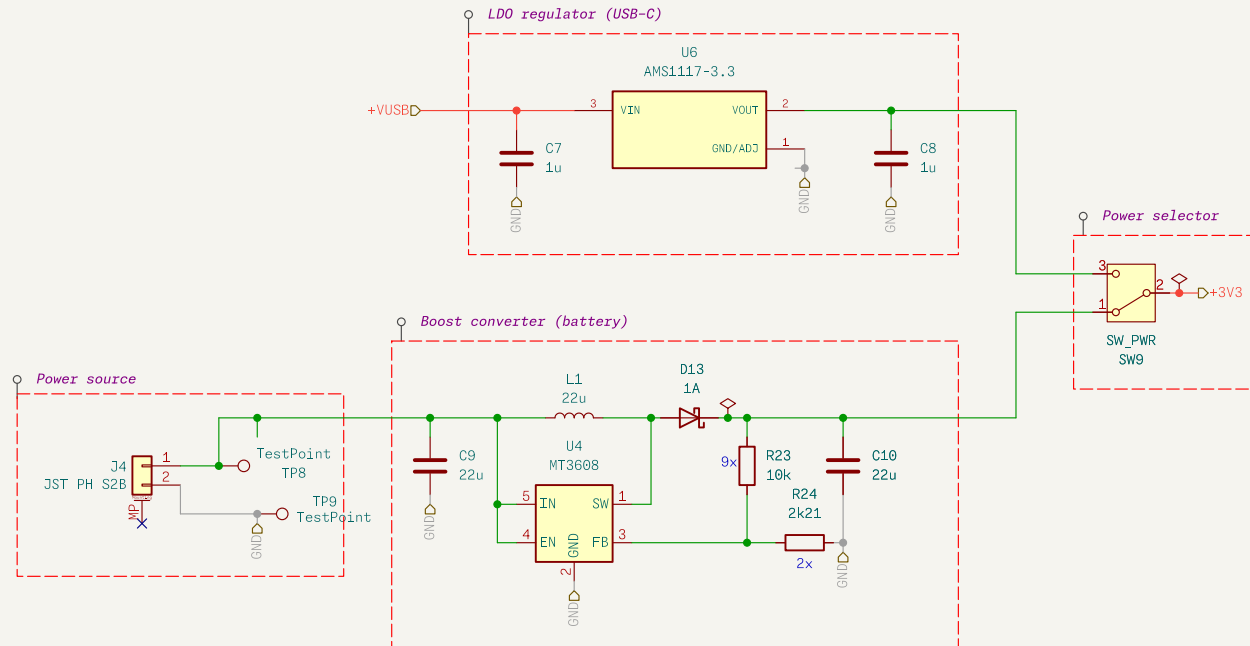 LDO regulator (USB-C)
U6
AMS1117-3.3
+VUSB
3
VIN
VOUT
2
GND/ADJ
1
C7
1u
C8
1u
GND
GND
GND
Power selector
3
2
+3V3
1
SW_PWR
SW9
Boost converter (battery)
Power source
D13
1A
L1
22u
U4
MT3608
C9
22u
5
IN
SW
1
4
EN
GND
FB
3
2
GND
GND
9x
R23
10k
C10
22u
R24
2k21
2x
GND
TestPoint
TP8
J4
1
JST PH S2B
2
MP
TP9
TestPoint
GND